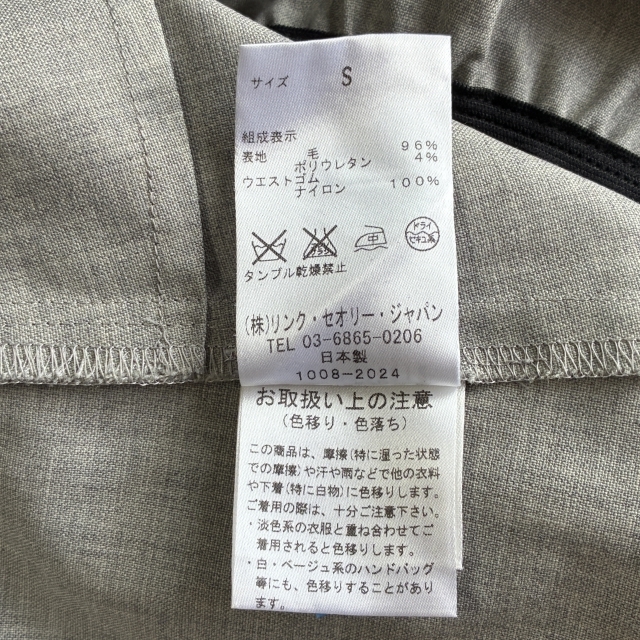 サイズ S
組成表示
表地 毛 96%
ポリウレタン 4%
ウエストゴム
ナイロン 100%
ドライ
セキユ系
中
タンブル乾燥禁止
(株)リンク・セオリー・ジャパン
TEL 03-6865-0206
日本製
1008-2024
お取扱い上の注意
(色移り・色落ち)
この商品は、摩擦(特に湿った状態
での摩擦)や汗や雨などで他の衣料
や下着(特に白物)に色移りします。
ご着用の際は、十分ご注意下さい。
・淡色系の衣服と重ね合わせてご
着用されると色移りします。
・白・ベージュ系のハンドバッグ
等にも、色移りすることがあり
ます。